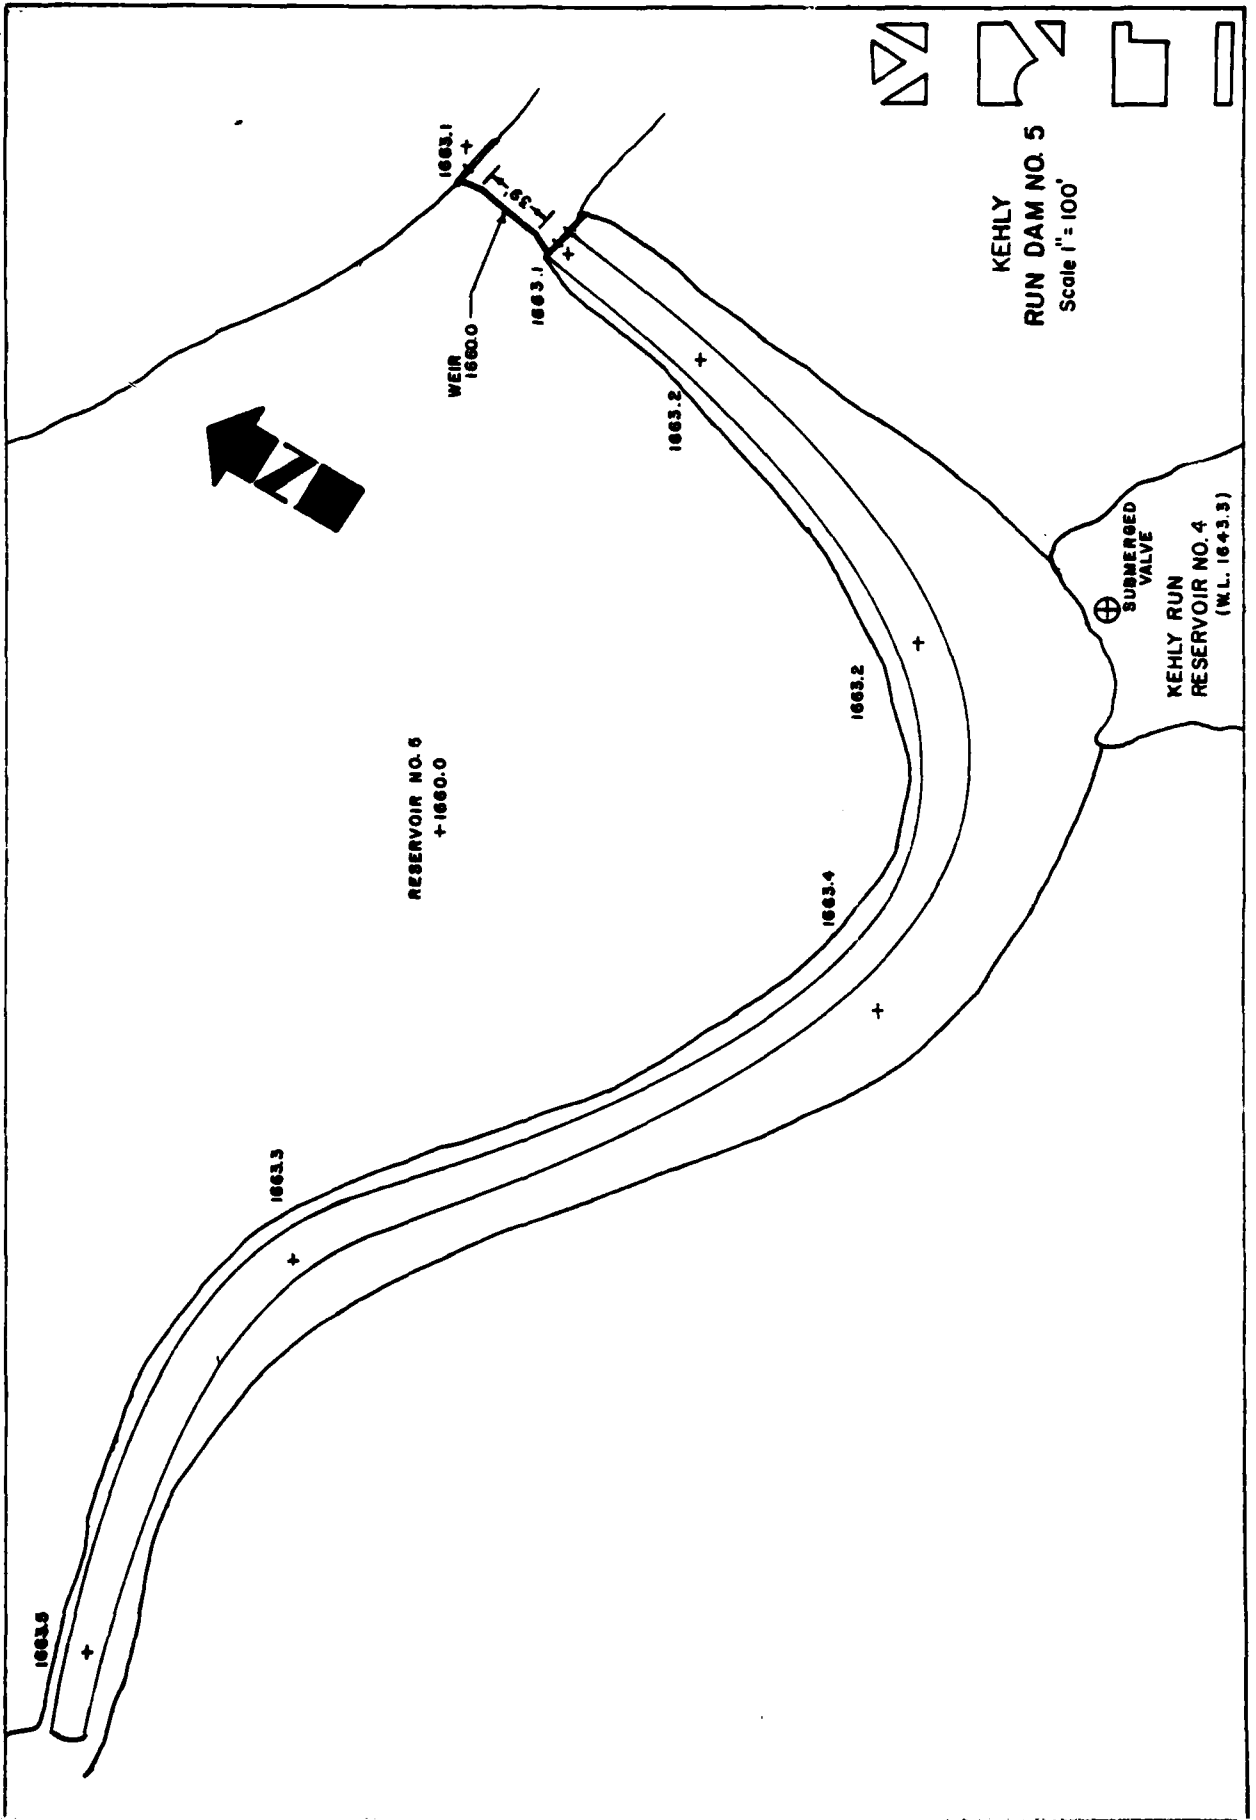 1663.5
1663.3
N
RESERVOIR NO. 5
+1660.0
1663.1
WEIR
1660.0
39'
1663.1
1663.2
1663.4
1663.2
KEHLY
RUN DAM NO. 5
Scale 1" = 100'
SUBMERGED
VALVE
KEHLY RUN
RESERVOIR NO. 4
(W.L. 1643.3)